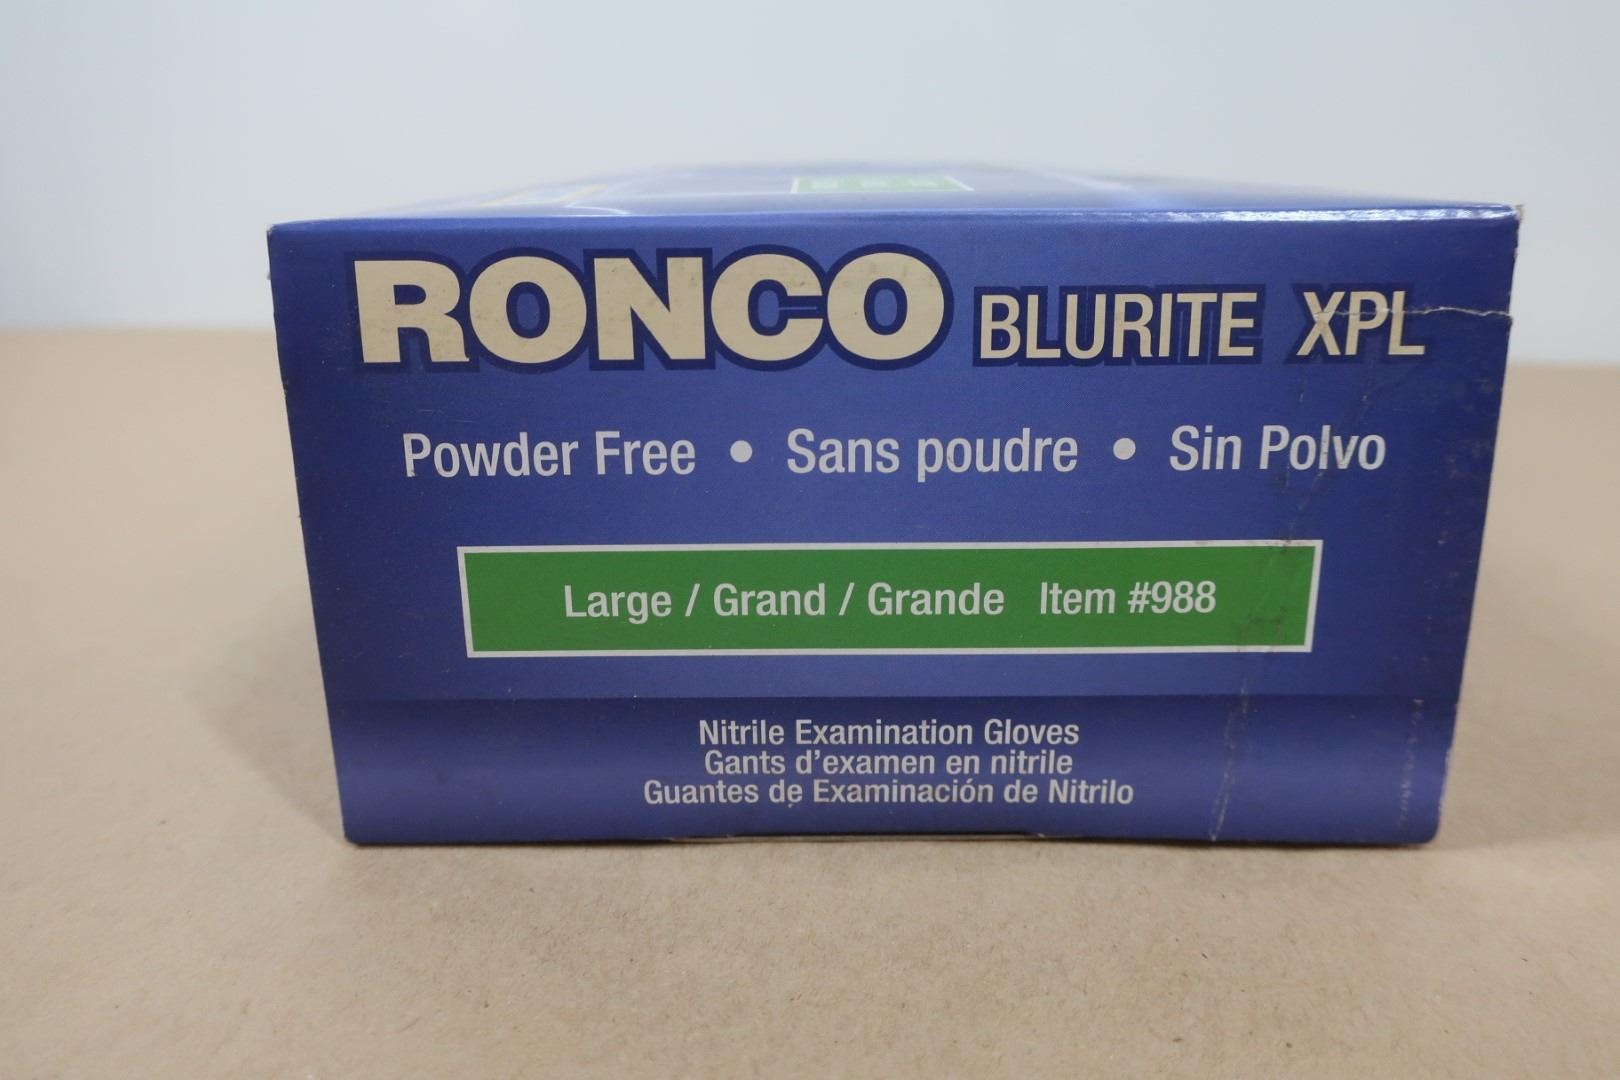 RONCO BLURITE XPL
Powder Free • Sans poudre • Sin Polvo
Large / Grand / Grande Item #988
Nitrile Examination Gloves
Gants d’examen en nitrile
Guantes de Examinación de Nitrilo